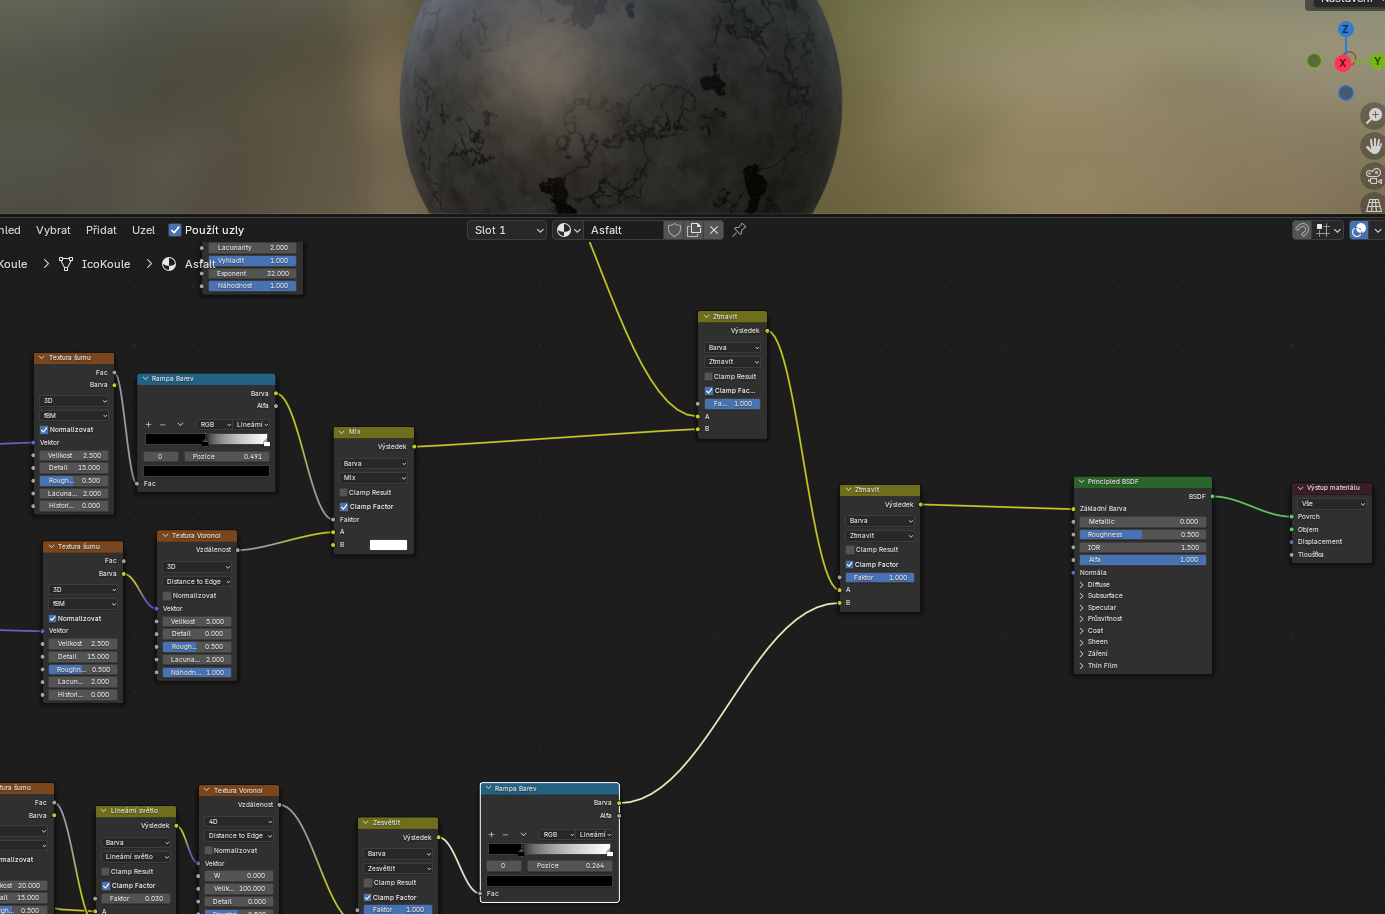 Nastavení
Z
X
Y
hled Vybrat Přidat Uzel Použít uzly Slot 1 Asfalt
Koule IcoKoule Asfalt
Lacunarity 2.000
Vyhladit 1.000
Exponent 32.000
Náhodnost 1.000
Ztmavit
Výsledek
Barva
Ztmavit
Clamp Result
Clamp Fac...
Fa... 1.000
A
B
Textura šumu
Fac
Barva
3D
fBM
Normalizovat
Vektor
Velikost 2.500
Detail 15.000
Rough... 0.500
Lacuna... 2.000
Histori... 0.000
Rampa Barev
Barva
Alfa
RGB Lineární
0 Pozice 0.491
Fac
Mix
Výsledek
Barva
Mix
Clamp Result
Clamp Factor
Faktor
A
B
Textura šumu
Fac
Barva
3D
fBM
Normalizovat
Vektor
Velikost 2.500
Detail 15.000
Roughn... 0.500
Lacun... 2.000
Histori... 0.000
Textura Voronoi
Vzdálenost
3D
Distance to Edge
Normalizovat
Vektor
Velikost 5.000
Detail 0.000
Rough... 0.500
Lacuna... 2.000
Náhodn... 1.000
Ztmavit
Výsledek
Barva
Ztmavit
Clamp Result
Clamp Factor
Faktor 1.000
A
B
Principled BSDF
BSDF
Základní Barva
Metallic 0.000
Roughness 0.500
IOR 1.500
Alfa 1.000
Normála
Diffuse
Subsurface
Specular
Průsvitnost
Coat
Sheen
Záření
Thin Film
Výstup materiálu
Vše
Povrch
Objem
Displacement
Tloušťka
tura šumu
Fac
Barva
malizovat
kost 20.000
ail 15.000
gh... 0.500
Lineární světlo
Výsledek
Barva
Lineární světlo
Clamp Result
Clamp Factor
Faktor 0.030
A
Textura Voronoi
Vzdálenost
4D
Distance to Edge
Normalizovat
Vektor
W 0.000
Velik... 100.000
Detail 0.000
Zesvětlit
Výsledek
Barva
Zesvětlit
Clamp Result
Clamp Factor
Faktor 1.000
Rampa Barev
Barva
Alfa
RGB Lineární
0 Pozice 0.264
Fac